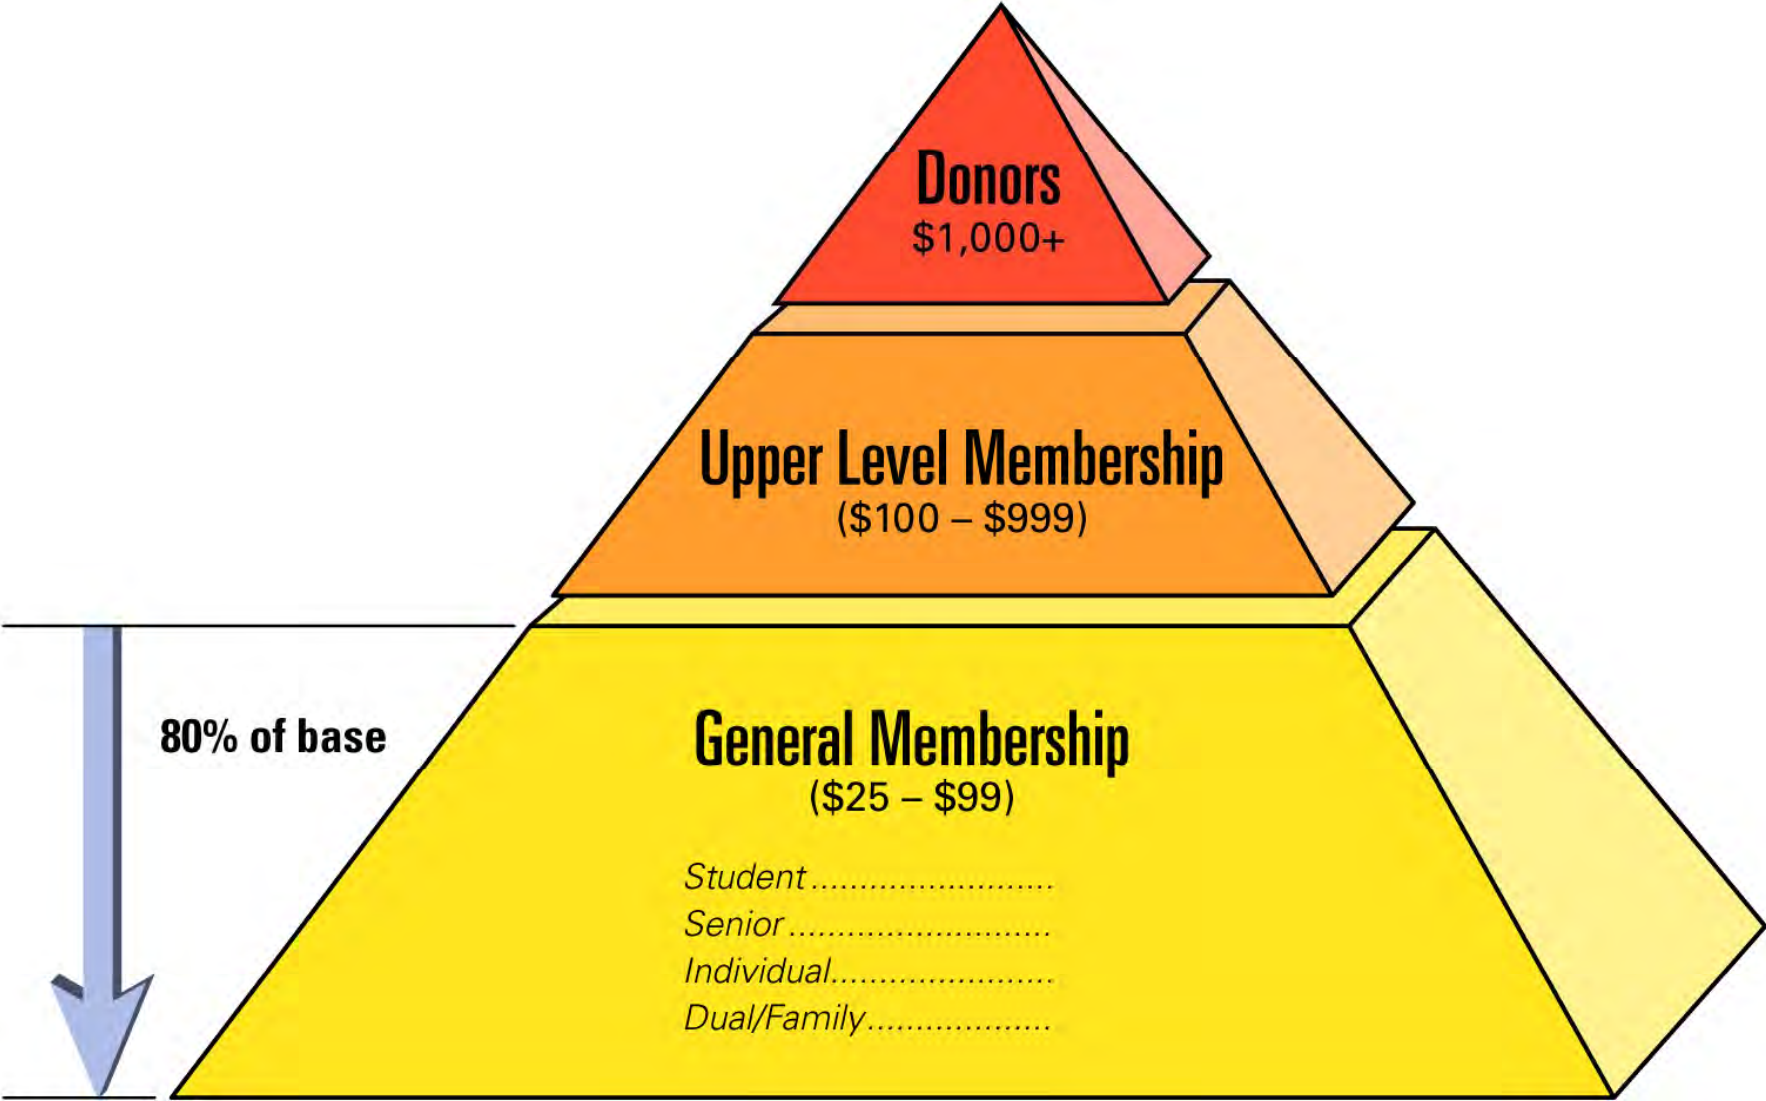 Donors
$1,000+
Upper Level Membership
($100 – $999)
80% of base
General Membership
($25 – $99)
Student.........................
Senior...........................
Individual.......................
Dual/Family...................